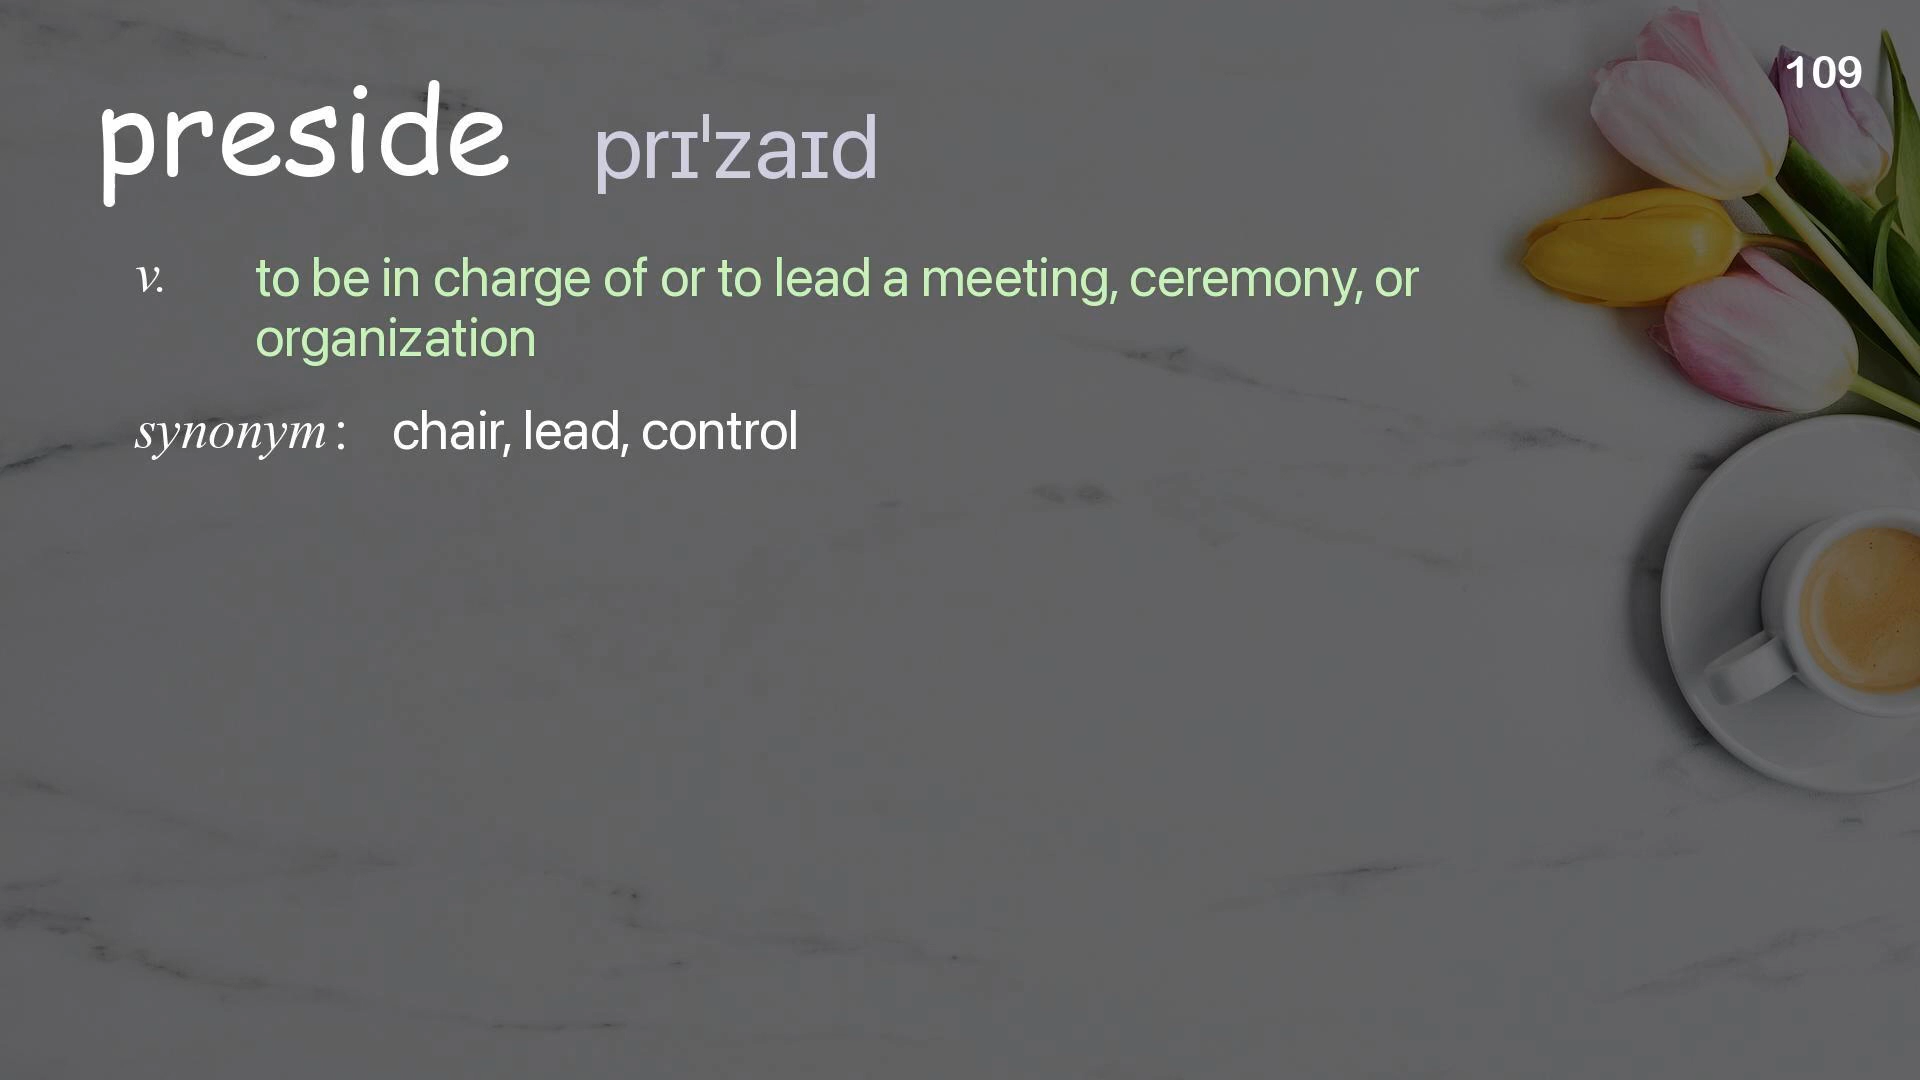 109
preside prɪˈzaɪd
v. to be in charge of or to lead a meeting, ceremony, or
organization
synonym: chair, lead, control